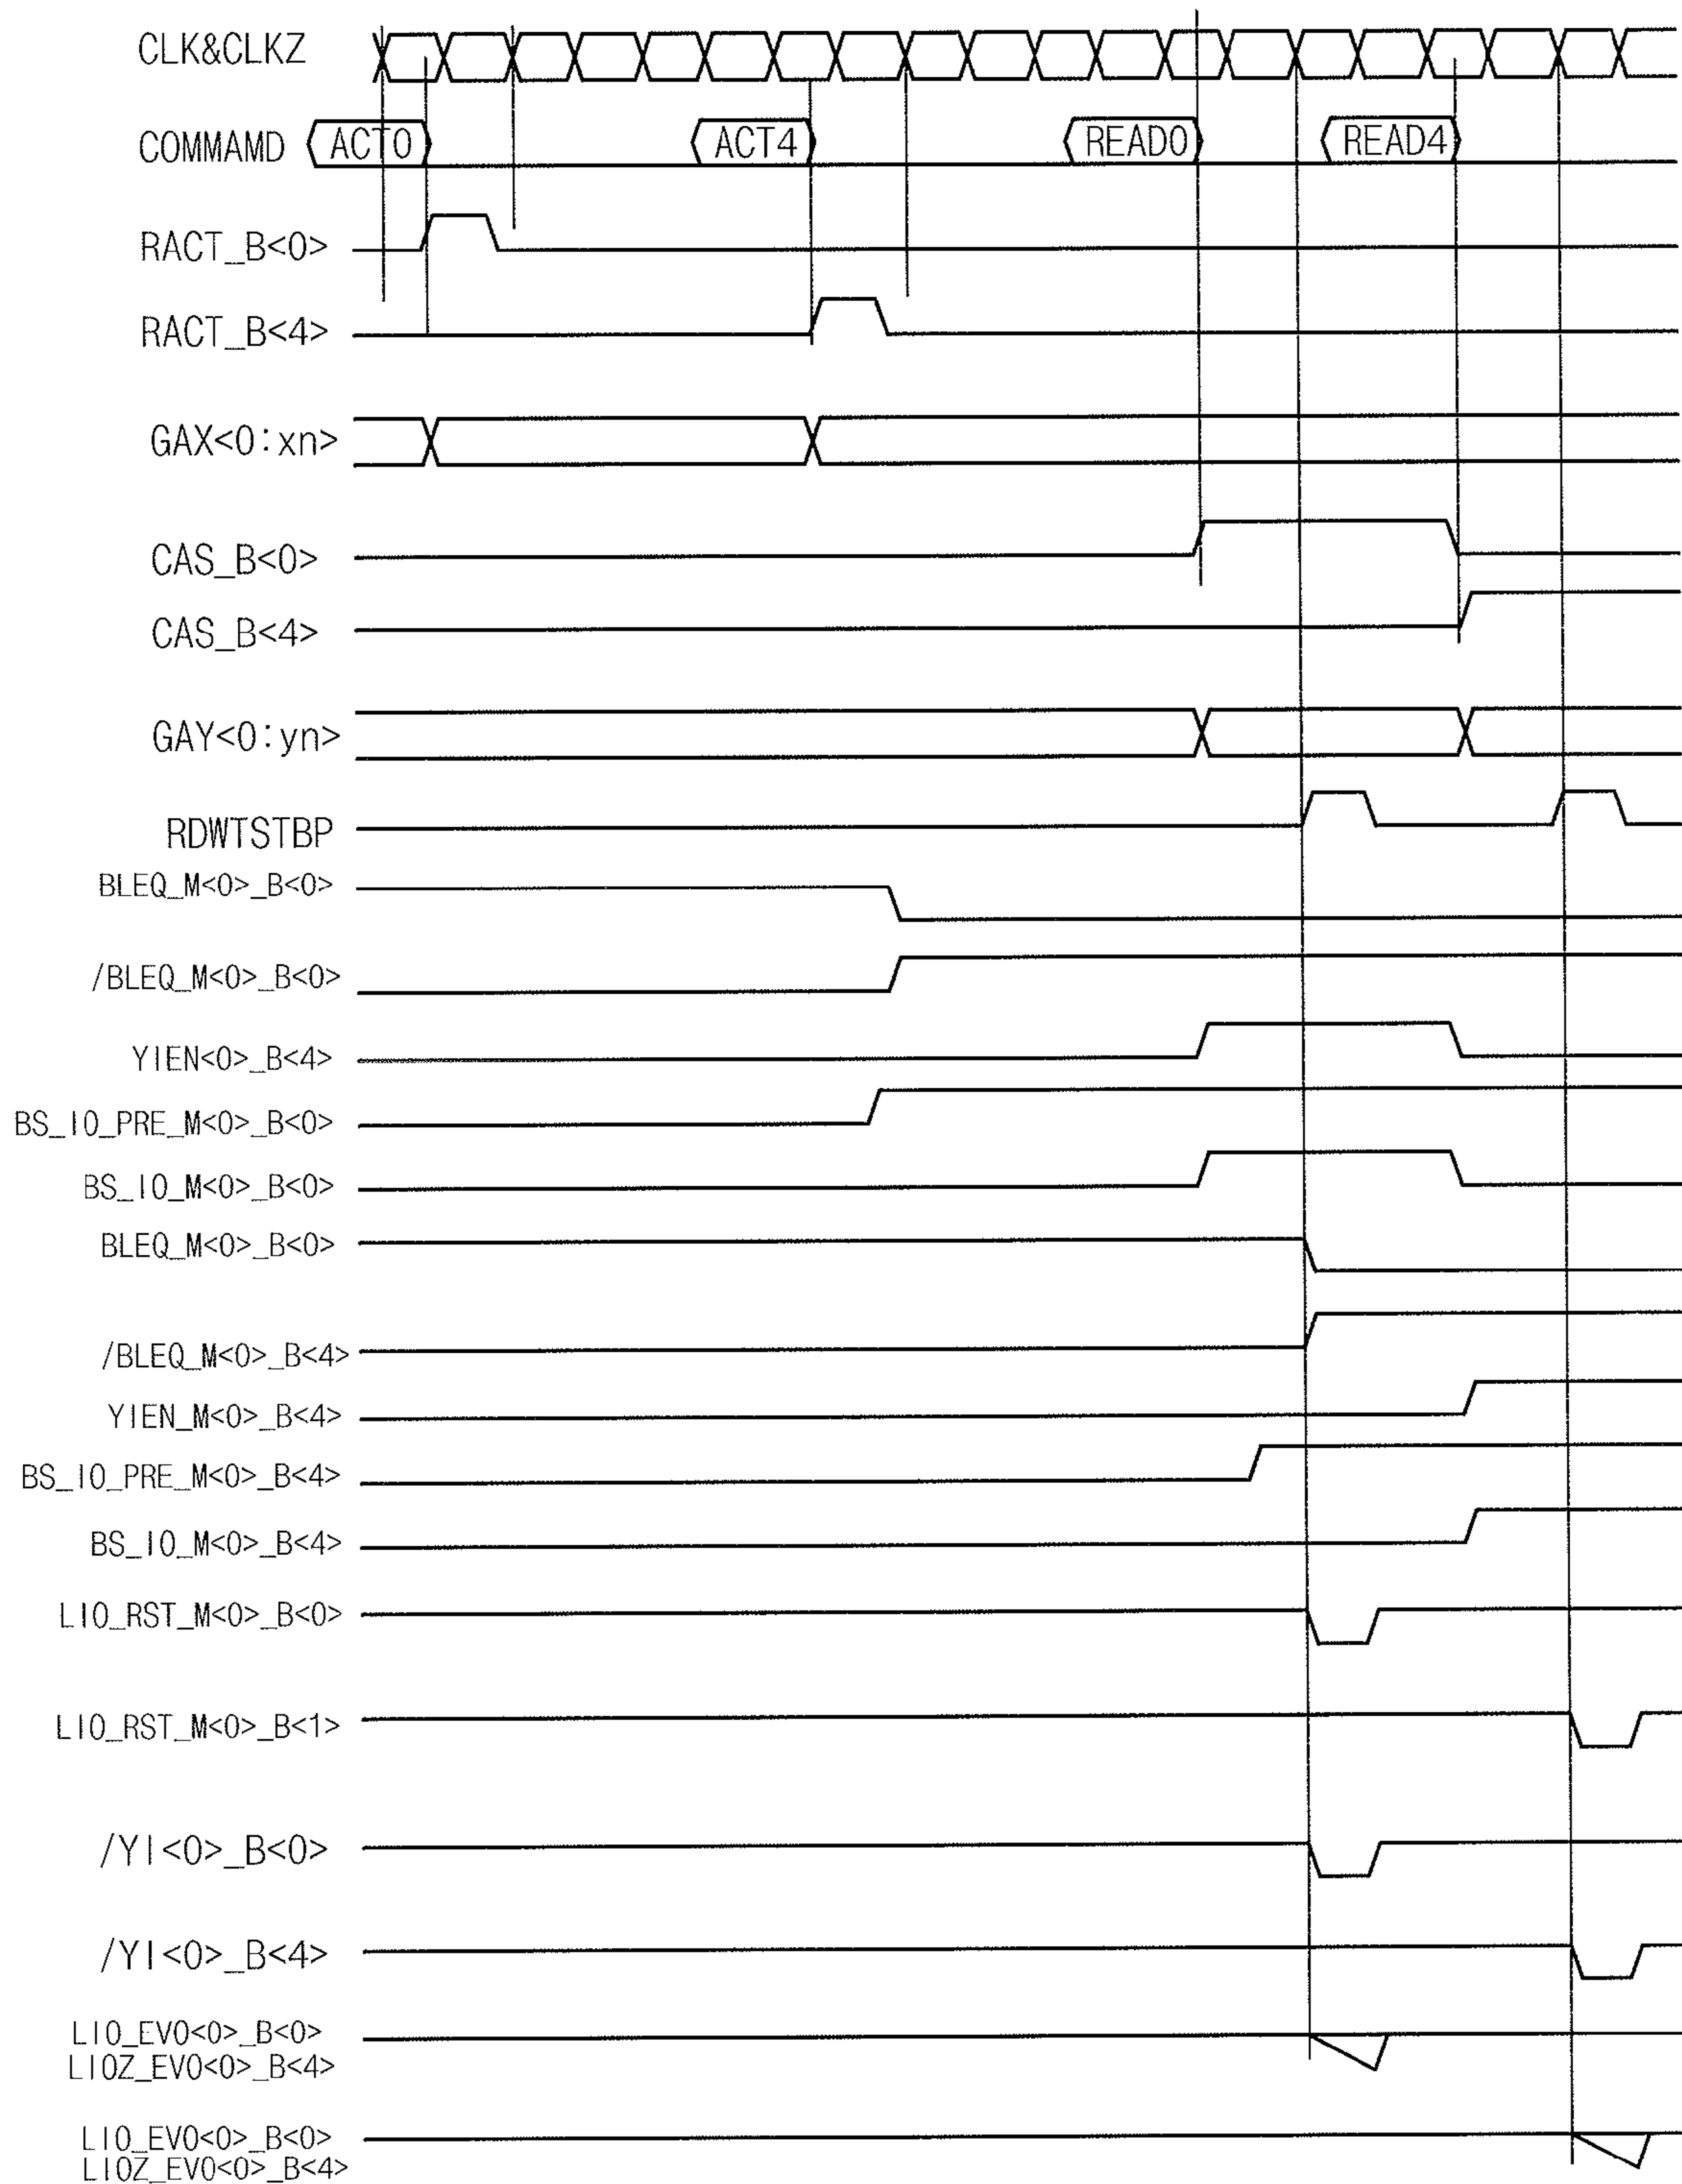 CLK&CLKZ
COMMAMD ACT0 ACT4 READ0 READ4
RACT_B<0>
RACT_B<4>
GAX<0:xn>
CAS_B<0>
CAS_B<4>
GAY<0:yn>
RDWTSTBP
BLEQ_M<0>_B<0>
/BLEQ_M<0>_B<0>
YIEN<0>_B<4>
BS_IO_PRE_M<0>_B<0>
BS_IO_M<0>_B<0>
BLEQ_M<0>_B<0>
/BLEQ_M<0>_B<4>
YIEN_M<0>_B<4>
BS_IO_PRE_M<0>_B<4>
BS_IO_M<0>_B<4>
LIO_RST_M<0>_B<0>
LIO_RST_M<0>_B<1>
/YI<0>_B<0>
/YI<0>_B<4>
LIO_EVO<0>_B<0>
LIOZ_EVO<0>_B<4>
LIO_EVO<0>_B<0>
LIOZ_EVO<0>_B<4>